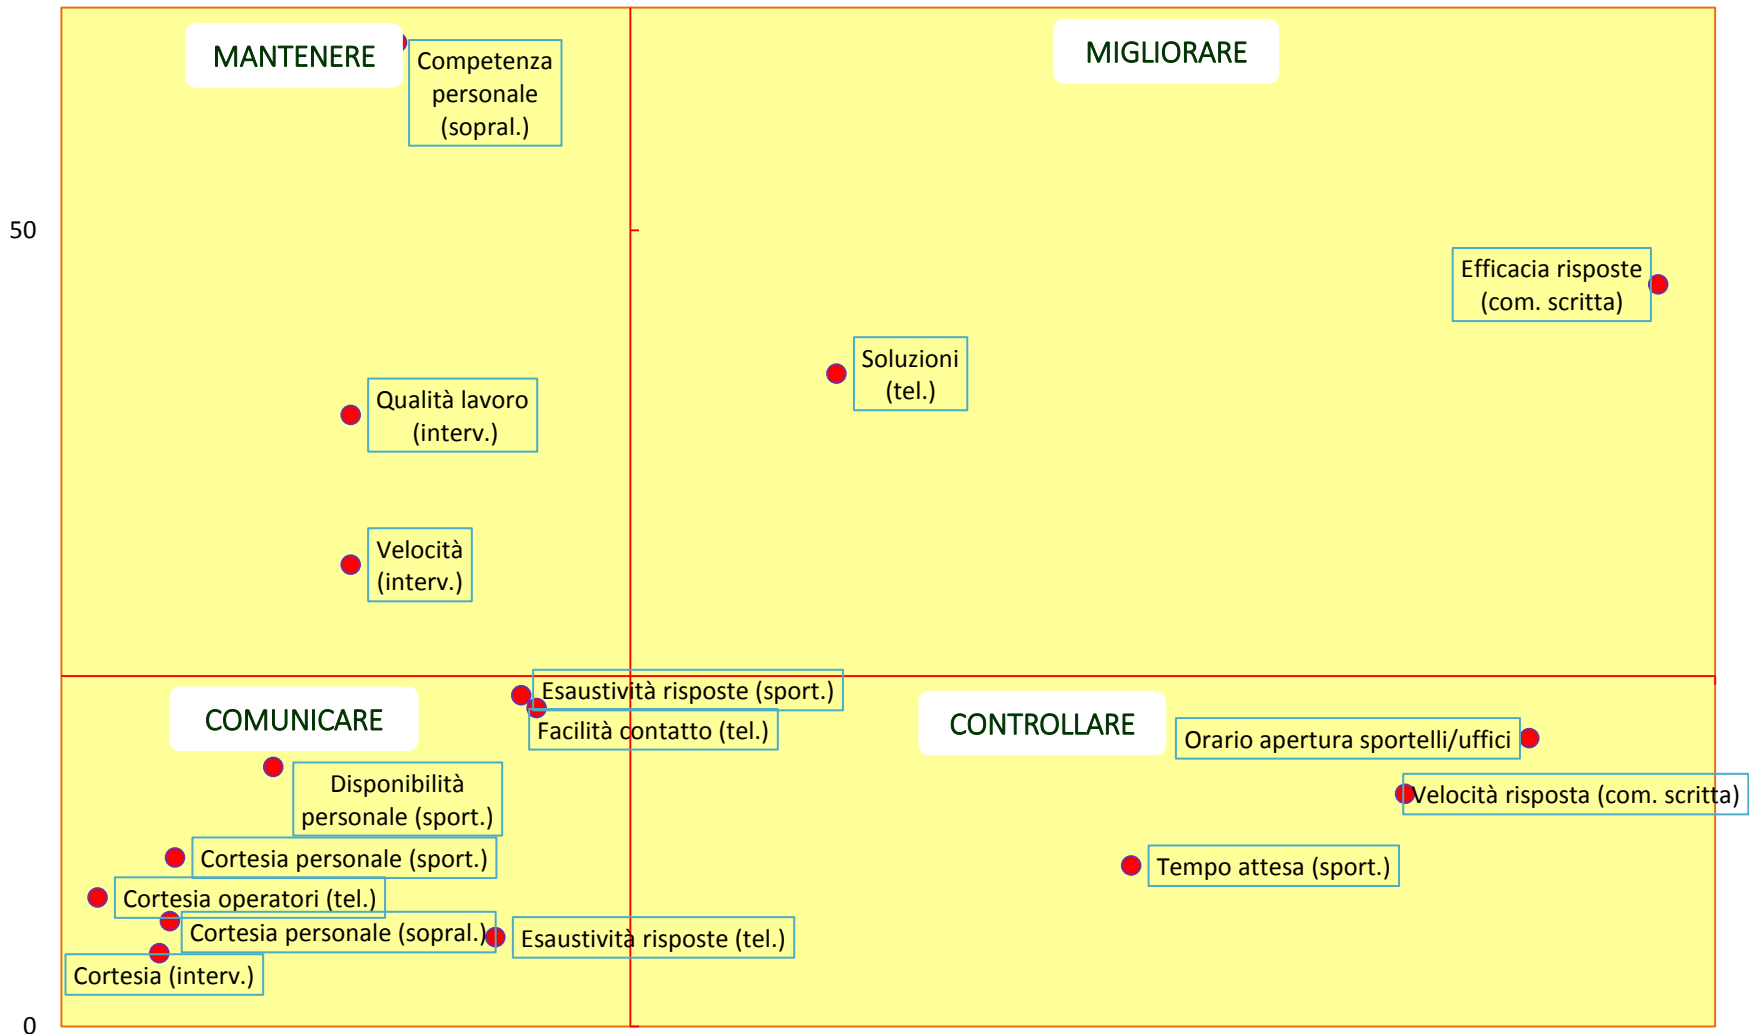 MANTENERE
MIGLIORARE
Competenza
personale
(sopral.)
50
Efficacia risposte
(com. scritta)
Soluzioni
(tel.)
Qualità lavoro
(interv.)
Velocità
(interv.)
Esaustività risposte (sport.)
COMUNICARE
CONTROLLARE
Facilità contatto (tel.)
Orario apertura sportelli/uffici
Disponibilità
personale (sport.)
Velocità risposta (com. scritta)
Cortesia personale (sport.)
Tempo attesa (sport.)
Cortesia operatori (tel.)
Cortesia personale (sopral.)
Esaustività risposte (tel.)
Cortesia (interv.)
0